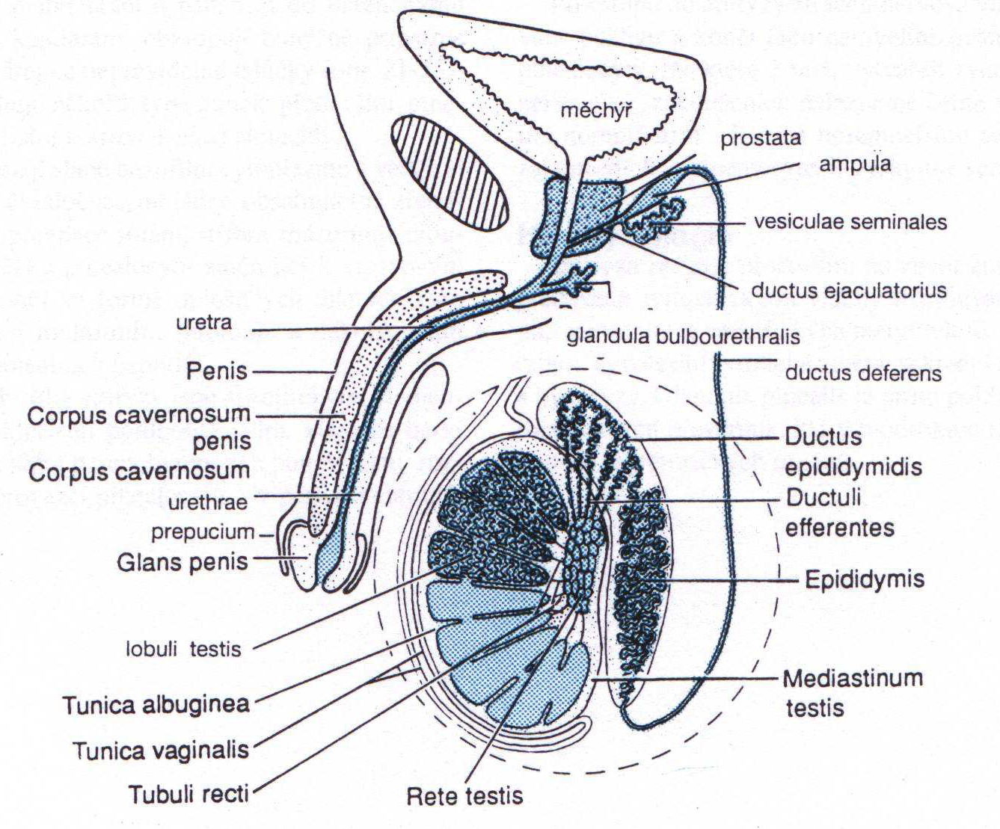 měchýř
prostata
ampula
vesiculae seminales
ductus ejaculatorius
uretra
glandula bulbourethralis
Penis
ductus deferens
Corpus cavernosum
penis
Ductus
epididymidis
Corpus cavernosum
urethrae
Ductuli
efferentes
prepucium
Glans penis
Epididymis
lobuli testis
Mediastinum
testis
Tunica albuginea
Tunica vaginalis
Tubuli recti
Rete testis